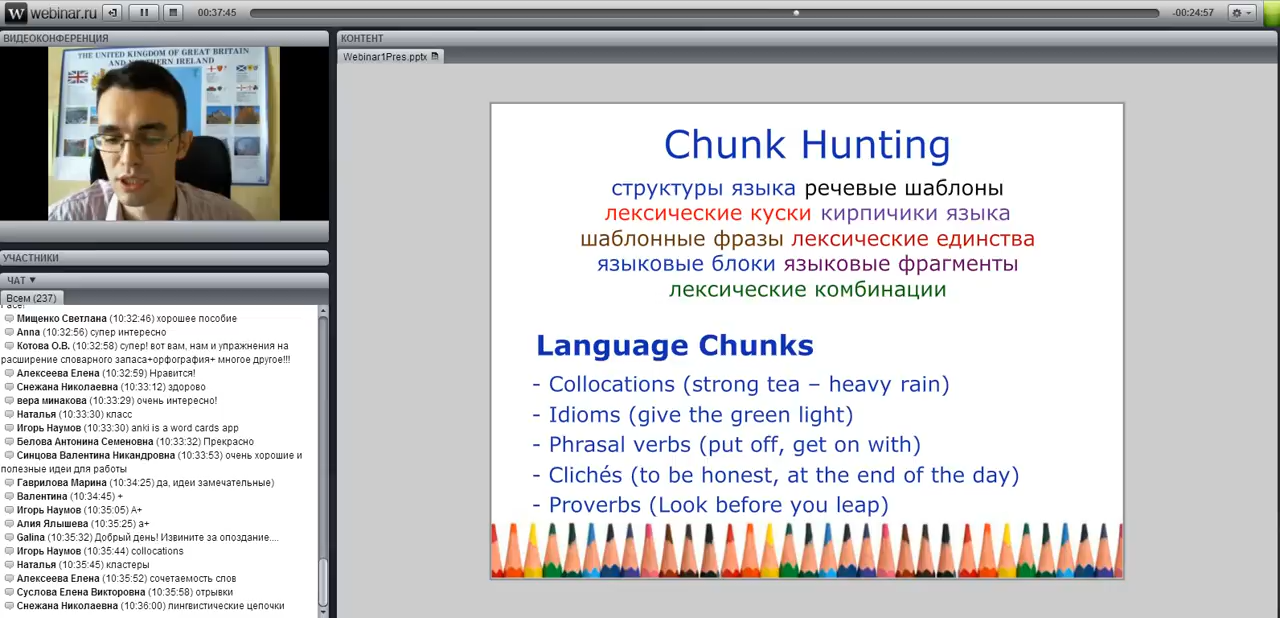 W webinar.ru 00:37:45 -00:24:57
ВИДЕОКОНФЕРЕНЦИЯ
THE UNITED KINGDOM OF GREAT BRITAIN
AND NORTHERN IRELAND
УЧАСТНИКИ
ЧАТ
Всем (237)
Мищенко Светлана (10:32:46) хорошее пособие
Anna (10:32:56) супер интересно
Котова О.В. (10:32:58) супер! вот вам, нам и упражнения на
расширение словарного запаса+орфография+ многое другое!!!
Алексеева Елена (10:32:59) Нравится!
Снежана Николаевна (10:33:12) здорово
вера минакова (10:33:29) очень интересно!
Наталья (10:33:30) класс
Игорь Наумов (10:33:30) anki is a word cards app
Белова Антонина Семеновна (10:33:32) Прекрасно
Синцова Валентина Никандровна (10:33:53) очень хорошие и
полезные идеи для работы
Гаврилова Марина (10:34:25) да, идеи замечательные)
Валентина (10:34:45) +
Игорь Наумов (10:35:05) А+
Алия Ялышева (10:35:25) а+
Galina (10:35:32) Добрый день! Извините за опоздание....
Игорь Наумов (10:35:44) collocations
Наталья (10:35:45) кластеры
Алексеева Елена (10:35:52) сочетаемость слов
Суслова Елена Викторовна (10:35:58) отрывки
Снежана Николаевна (10:36:00) лингвистические цепочки
КОНТЕНТ
Webinar1Pres.pptx
Chunk Hunting
структуры языка речевые шаблоны
лексические куски кирпичики языка
шаблонные фразы лексические единства
языковые блоки языковые фрагменты
лексические комбинации
Language Chunks
- Collocations (strong tea – heavy rain)
- Idioms (give the green light)
- Phrasal verbs (put off, get on with)
- Clichés (to be honest, at the end of the day)
- Proverbs (Look before you leap)